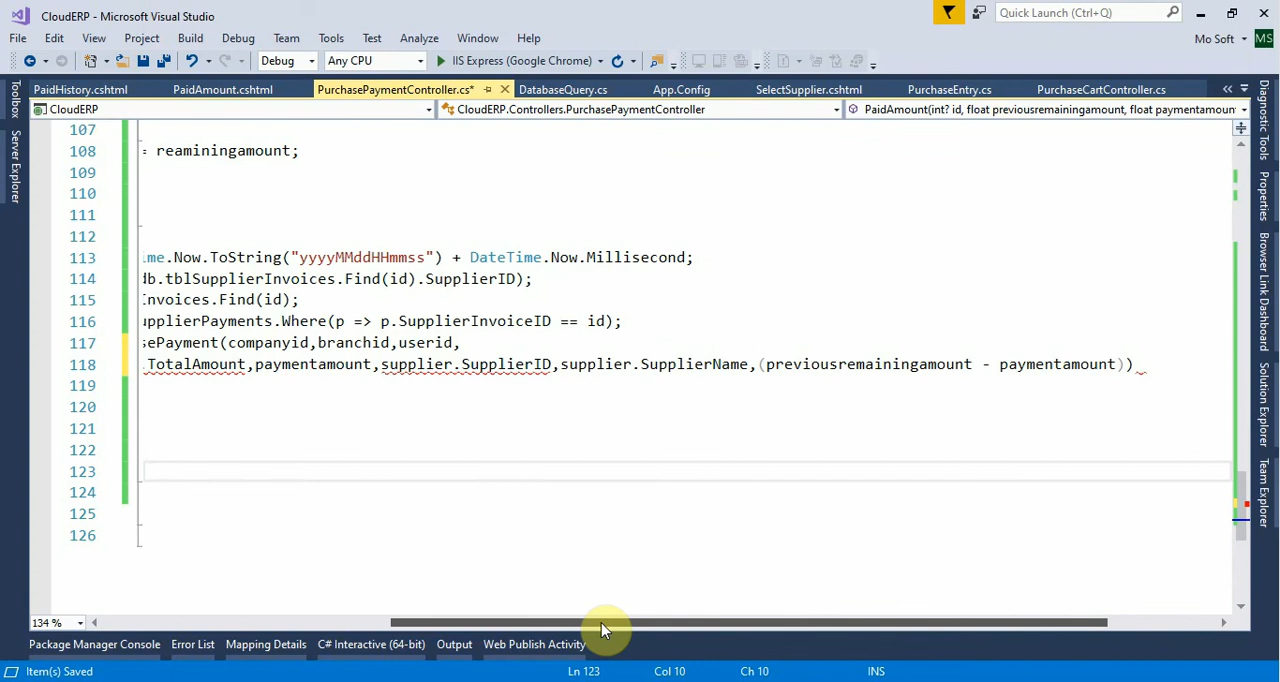 CloudERP - Microsoft Visual Studio
Quick Launch (Ctrl+Q)
File Edit View Project Build Debug Team Tools Test Analyze Window Help
Mo Soft MS
Debug Any CPU IIS Express (Google Chrome)
PaidHistory.cshtml PaidAmount.cshtml PurchasePaymentController.cs* DatabaseQuery.cs App.Config SelectSupplier.cshtml PurchaseEntry.cs PurchaseCartController.cs
CloudERP CloudERP.Controllers.PurchasePaymentController PaidAmount(int? id, float previousremainingamount, float paymentamoun
Toolbox
Server Explorer
107
108 = reaminingamount;
109
110
111
112
113 ime.Now.ToString("yyyyMMddHHmmss") + DateTime.Now.Millisecond;
114 db.tblSupplierInvoices.Find(id).SupplierID);
115 Invoices.Find(id);
116 upplierPayments.Where(p => p.SupplierInvoiceID == id);
117 sePayment(companyid,branchid,userid,
118 .TotalAmount,paymentamount,supplier.SupplierID,supplier.SupplierName,(previousremainingamount - paymentamount))
119
120
121
122
123
124
125
126
Diagnostic Tools
Properties
Browser Link Dashboard
Solution Explorer
Team Explorer
134 %
Package Manager Console Error List Mapping Details C# Interactive (64-bit) Output Web Publish Activity
Item(s) Saved Ln 123 Col 10 Ch 10 INS